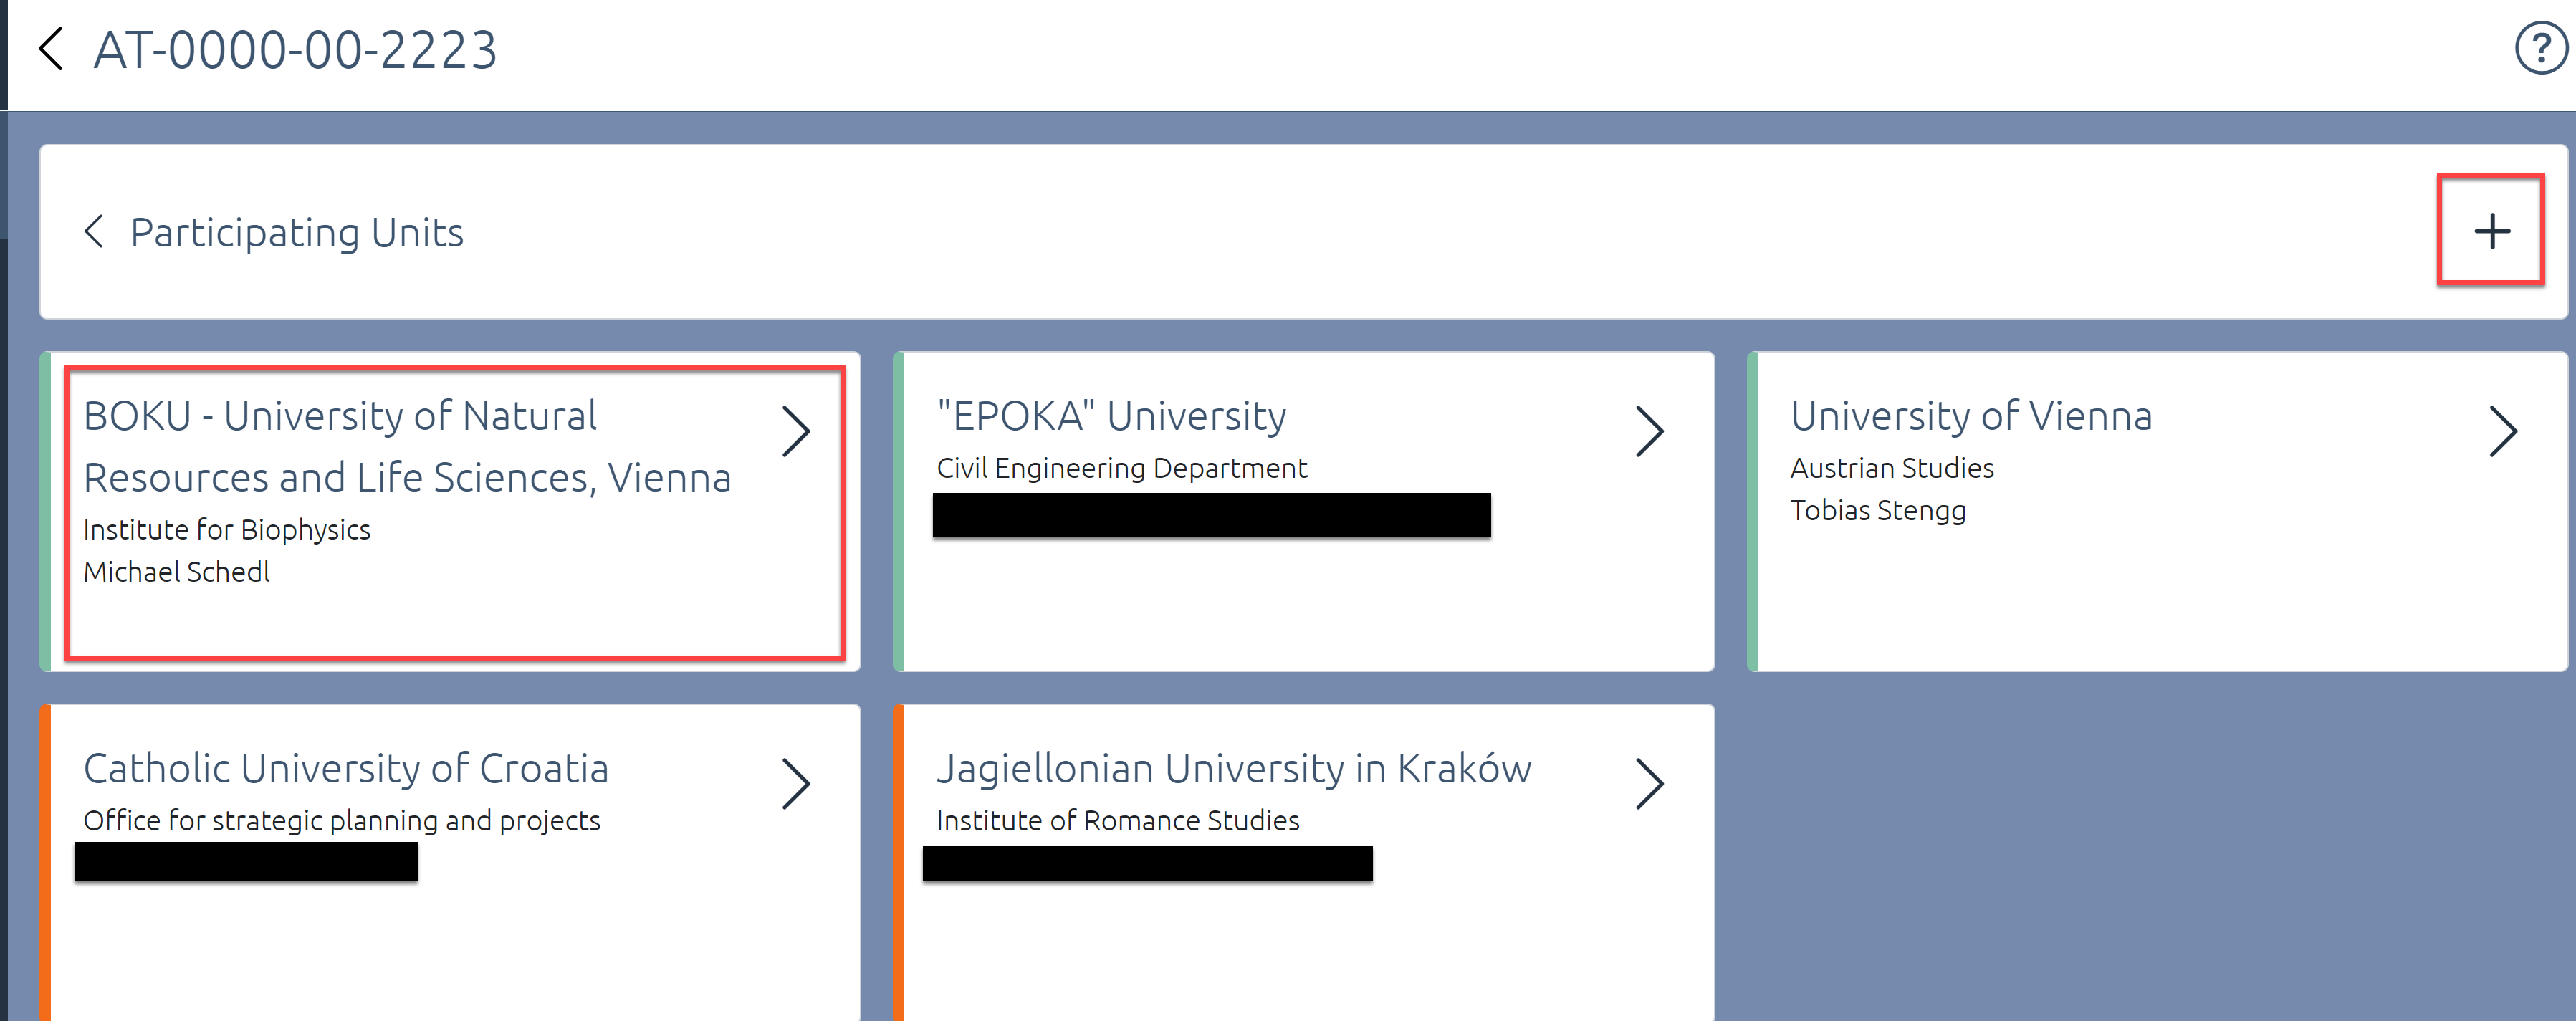 AT-0000-00-2223
?
Participating Units
BOKU - University of Natural
Resources and Life Sciences, Vienna
Institute for Biophysics
Michael Schedl
"EPOKA" University
Civil Engineering Department
University of Vienna
Austrian Studies
Tobias Stengg
Catholic University of Croatia
Office for strategic planning and projects
Jagiellonian University in Kraków
Institute of Romance Studies